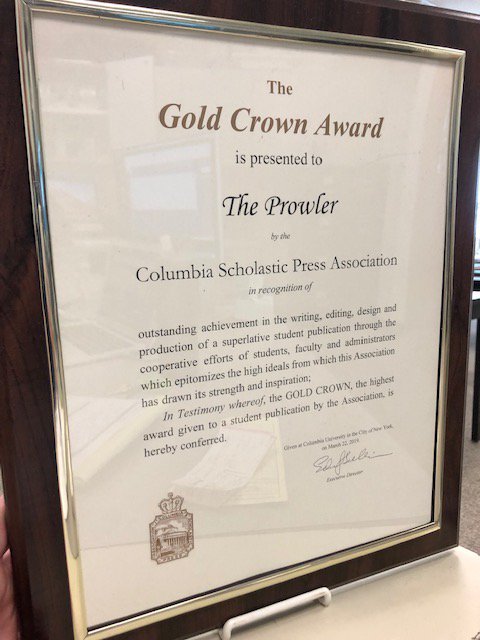 The
Gold Crown Award
is presented to
The Prowler
by the
Columbia Scholastic Press Association
in recognition of
outstanding achievement in the writing, editing, design and
production of a superlative student publication through the
cooperative efforts of students, faculty and administrators
which epitomizes the high ideals from which this Association
has drawn its strength and inspiration;
In Testimony whereof, the GOLD CROWN, the highest
award given to a student publication by the Association, is
hereby conferred.
Given at Columbia University in the City of New York,
on March 22, 2019.
Executive Director